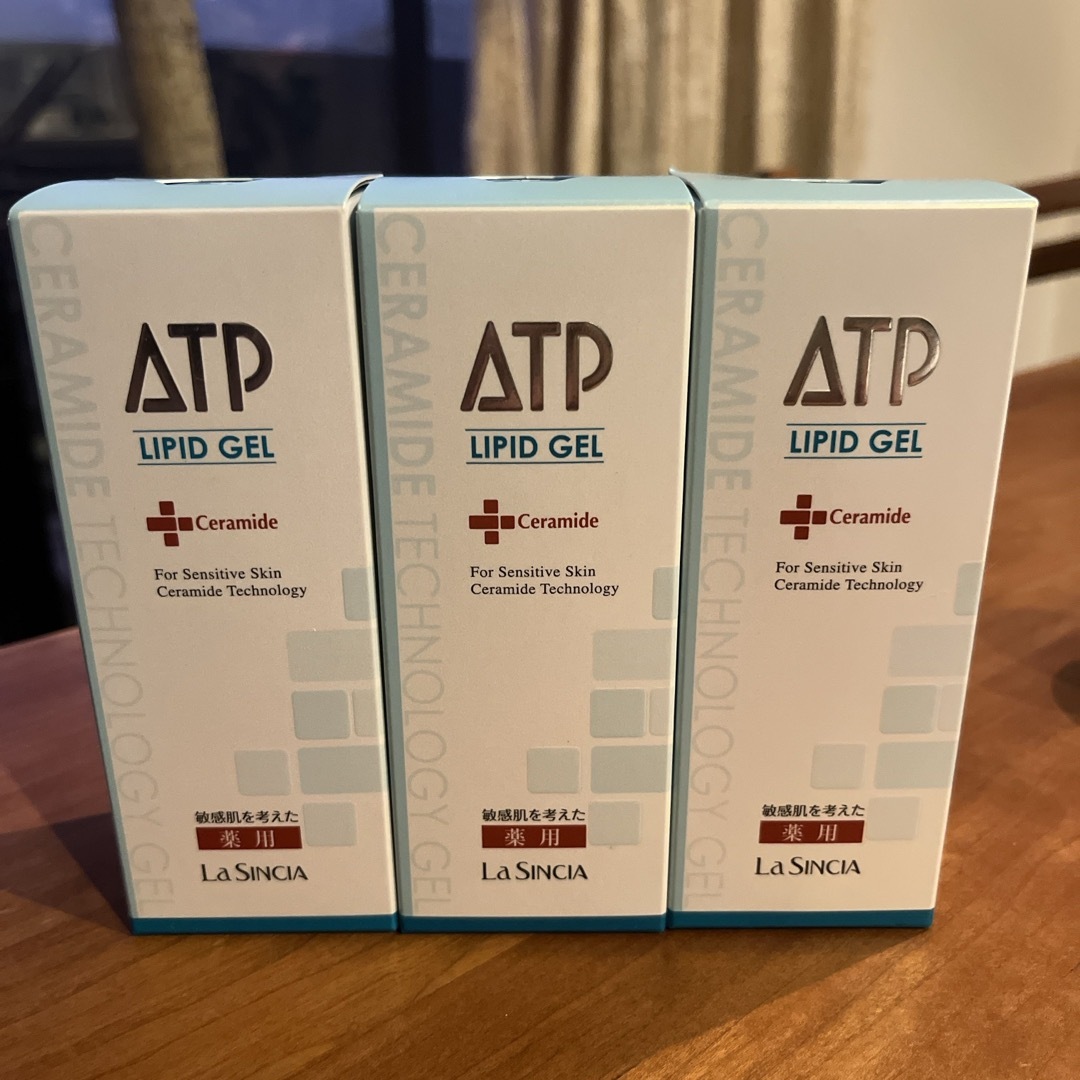 CERAMIDE TECHNOLOGY GEL
ATP
LIPID GEL
Ceramide
For Sensitive Skin
Ceramide Technology
敏感肌を考えた
薬用
La SINCIA
CERAMIDE TECHNOLOGY GEL
ATP
LIPID GEL
Ceramide
For Sensitive Skin
Ceramide Technology
敏感肌を考えた
薬用
La SINCIA
CERAMIDE TECHNOLOGY GEL
ATP
LIPID GEL
Ceramide
For Sensitive Skin
Ceramide Technology
敏感肌を考えた
薬用
La SINCIA